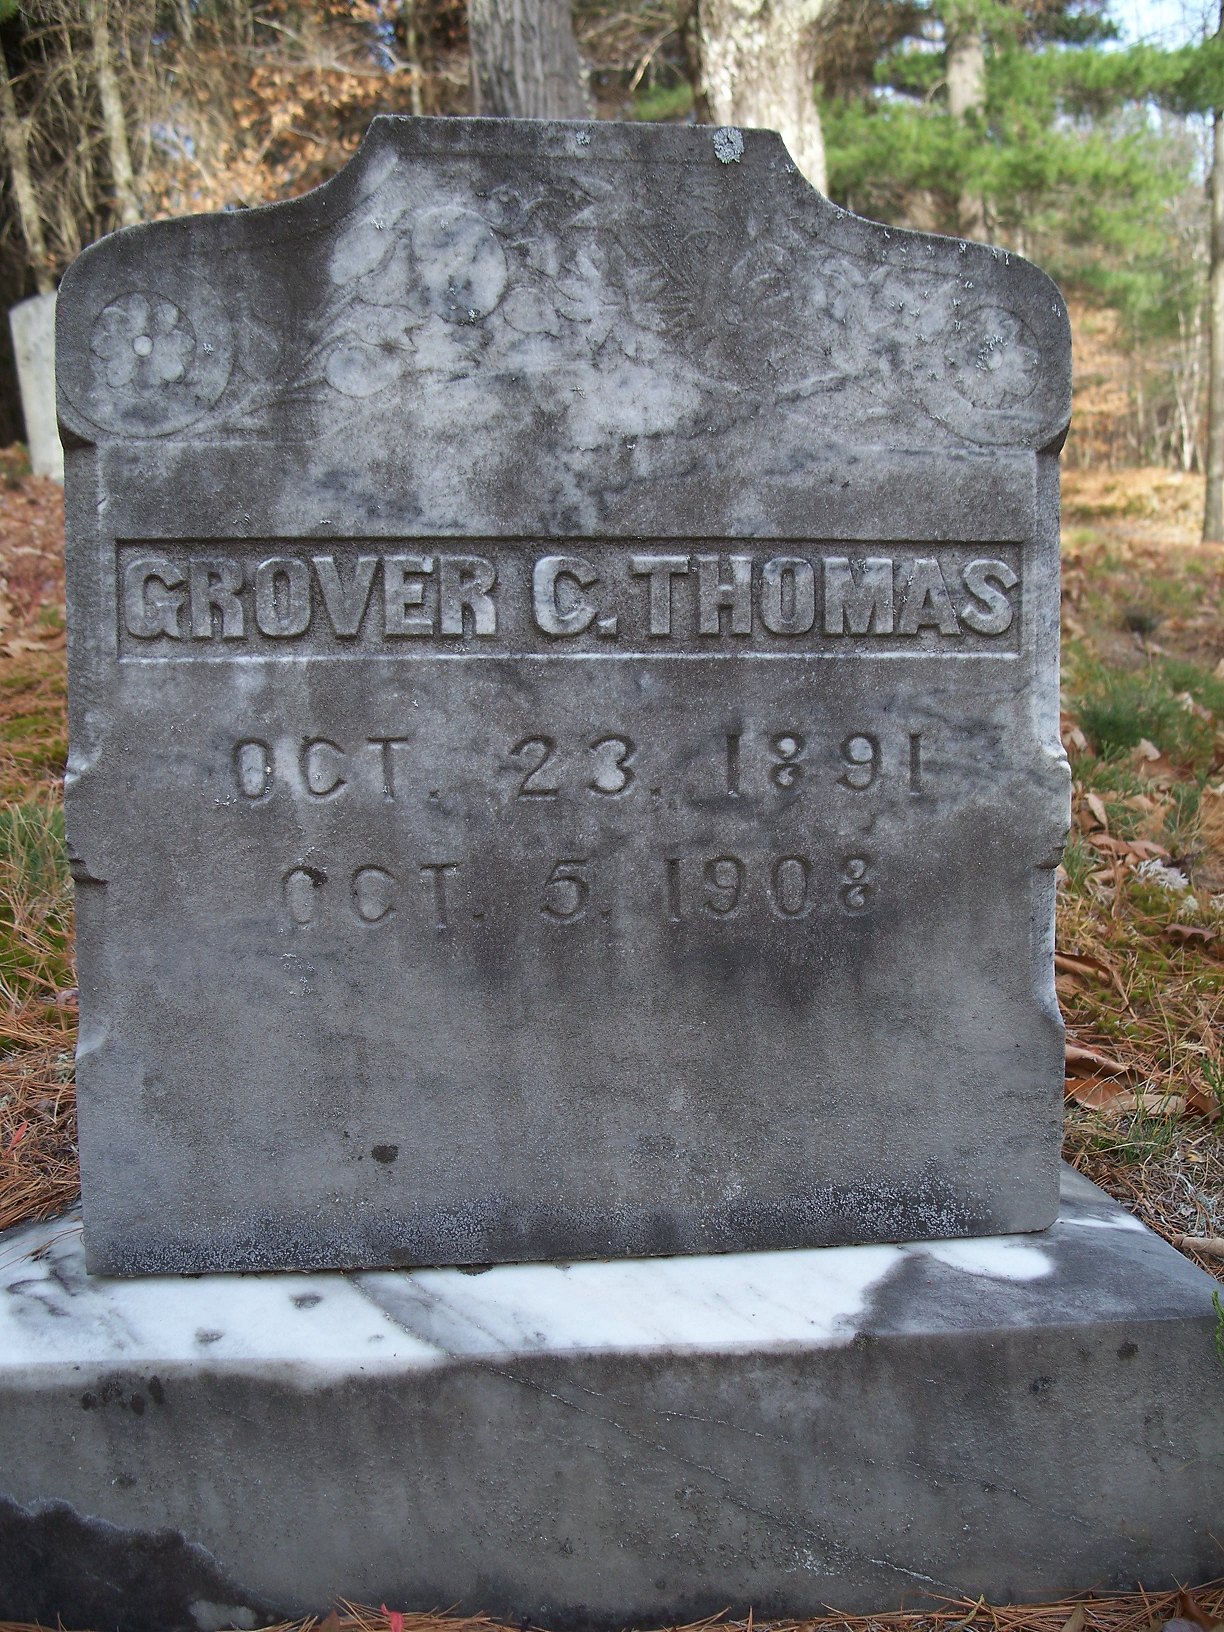 GROVER C. THOMAS
OCT. 23. 1891
OCT. 5. 1908